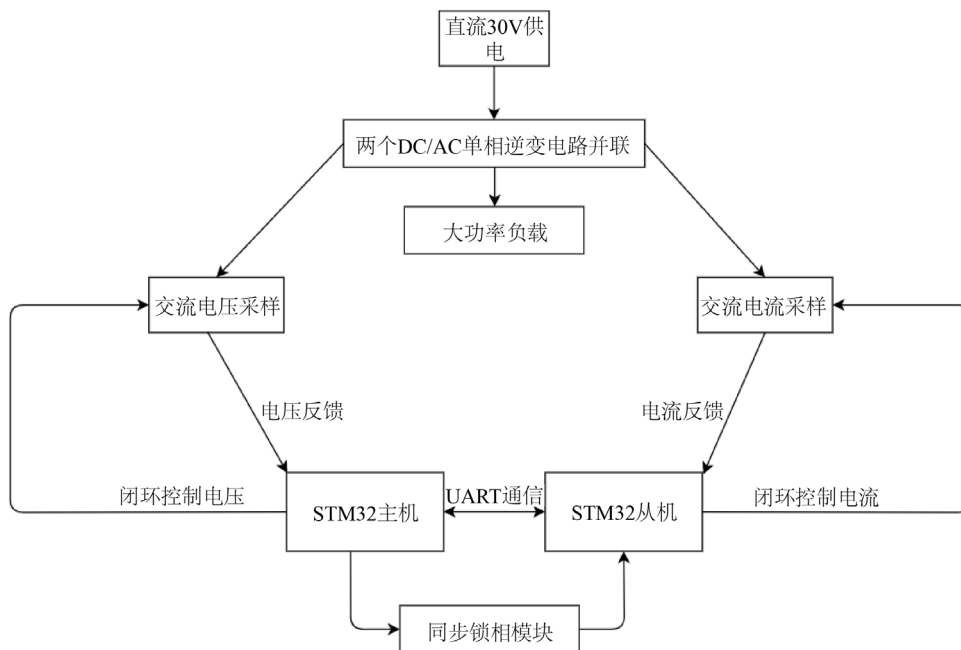 直流30V供
电
两个DC/AC单相逆变电路并联
大功率负载
交流电压采样
交流电流采样
电压反馈
电流反馈
闭环控制电压
STM32主机
UART通信
STM32从机
闭环控制电流
同步锁相模块